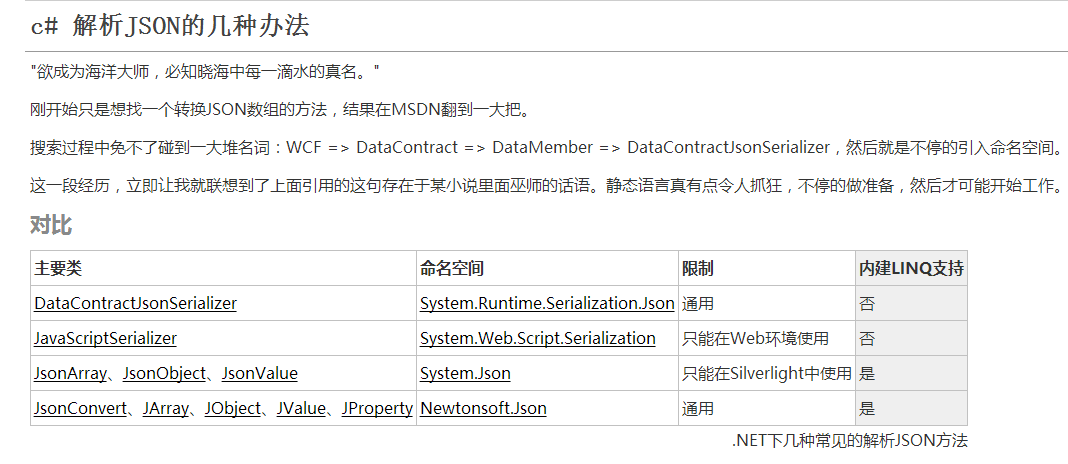 c# 解析JSON的几种办法
"欲成为海洋大师，必知晓海中每一滴水的真名。"
刚开始只是想找一个转换JSON数组的方法，结果在MSDN翻到一大把。
搜索过程中免不了碰到一大堆名词：WCF => DataContract => DataMember => DataContractJsonSerializer，然后就是不停的引入命名空间。
这一段经历，立即让我就联想到了上面引用的这句存在于某小说里面巫师的话语。静态语言真有点令人抓狂，不停的做准备，然后才可能开始工作。
对比
主要类 命名空间 限制 内建LINQ支持
DataContractJsonSerializer System.Runtime.Serialization.Json 通用 否
JavaScriptSerializer System.Web.Script.Serialization 只能在Web环境使用 否
JsonArray、JsonObject、JsonValue System.Json 只能在Silverlight中使用 是
JsonConvert、JArray、JObject、JValue、JProperty Newtonsoft.Json 通用 是
.NET下几种常见的解析JSON方法